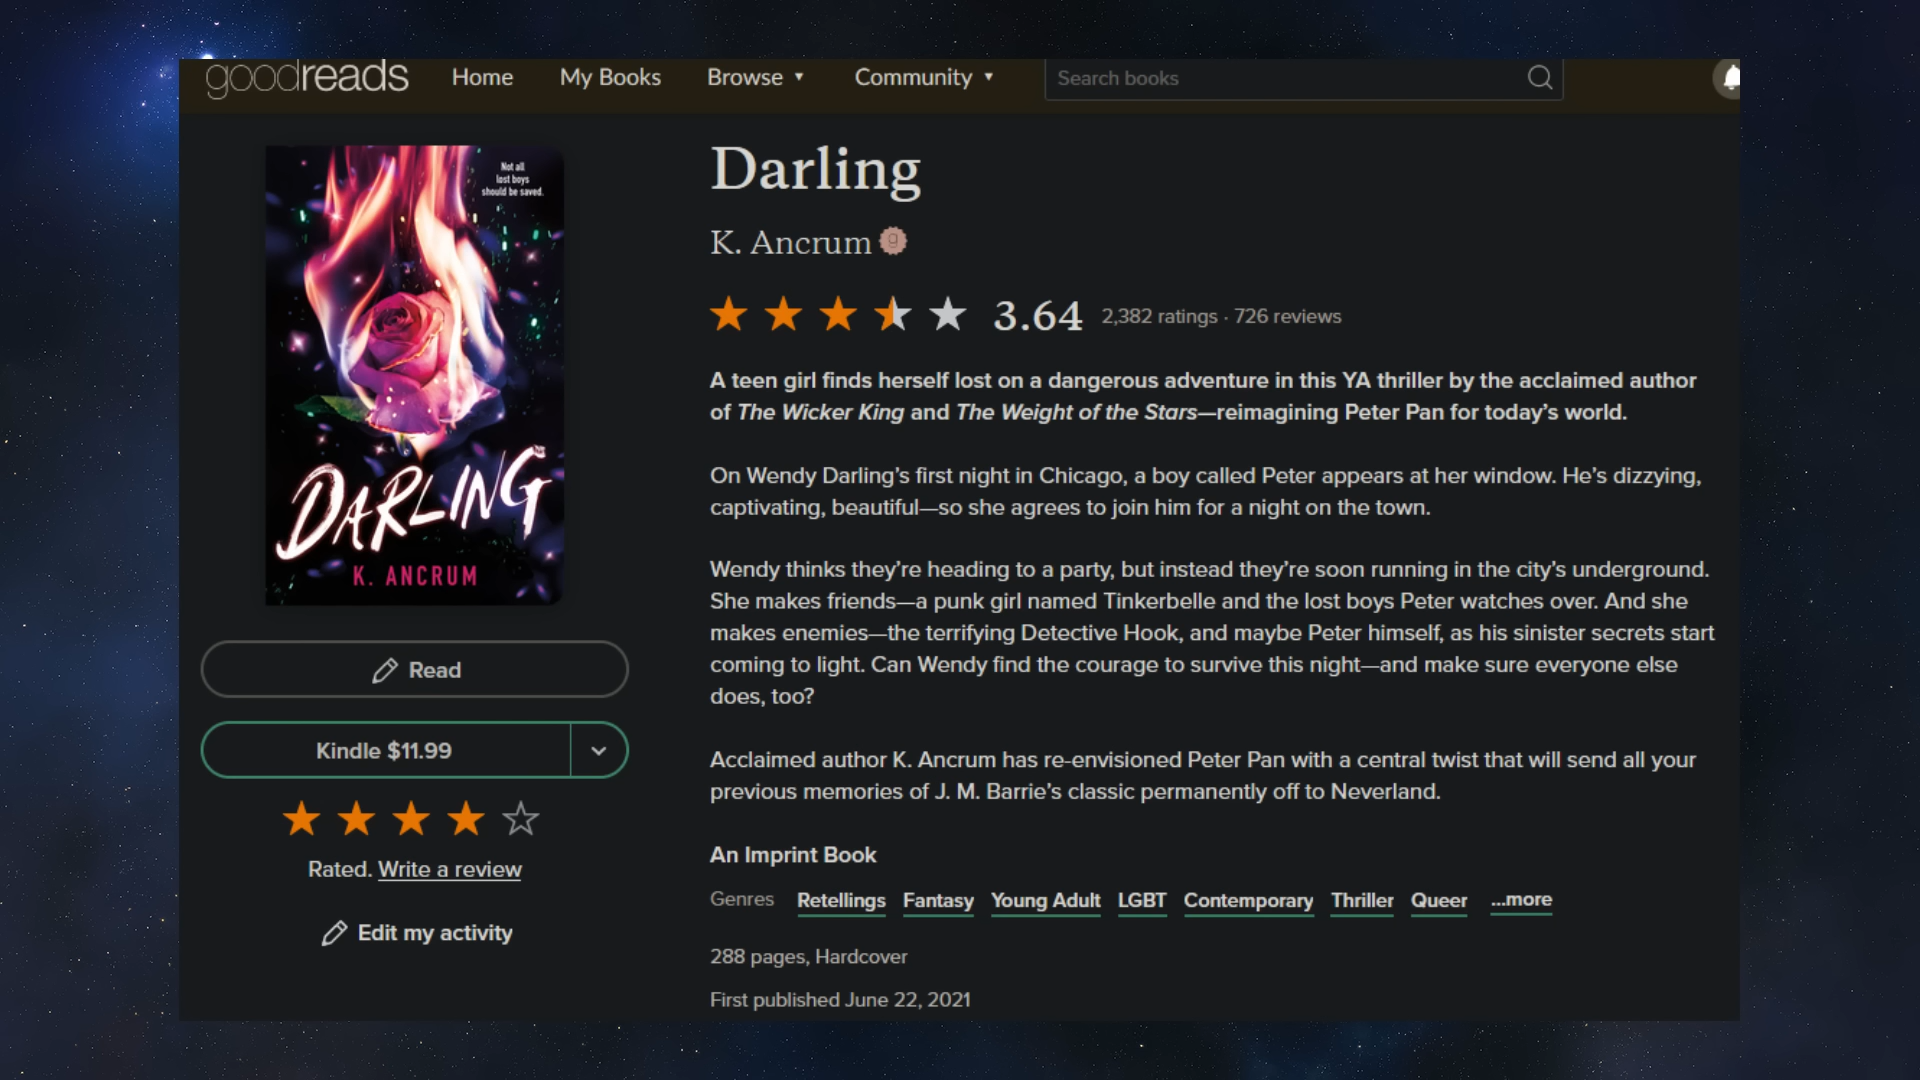 goodreads
Home
My Books
Browse
Community
Search books
Not all
lost boys
should be saved.
DARLING
K. ANCRUM
Read
Kindle $11.99
Rated. Write a review
Edit my activity
Darling
K. Ancrum
3.64 2,382 ratings · 726 reviews
A teen girl finds herself lost on a dangerous adventure in this YA thriller by the acclaimed author
of The Wicker King and The Weight of the Stars—reimagining Peter Pan for today’s world.
On Wendy Darling’s first night in Chicago, a boy called Peter appears at her window. He’s dizzying,
captivating, beautiful—so she agrees to join him for a night on the town.
Wendy thinks they’re heading to a party, but instead they’re soon running in the city’s underground.
She makes friends—a punk girl named Tinkerbelle and the lost boys Peter watches over. And she
makes enemies—the terrifying Detective Hook, and maybe Peter himself, as his sinister secrets start
coming to light. Can Wendy find the courage to survive this night—and make sure everyone else
does, too?
Acclaimed author K. Ancrum has re-envisioned Peter Pan with a central twist that will send all your
previous memories of J. M. Barrie’s classic permanently off to Neverland.
An Imprint Book
Genres Retellings Fantasy Young Adult LGBT Contemporary Thriller Queer ...more
288 pages, Hardcover
First published June 22, 2021